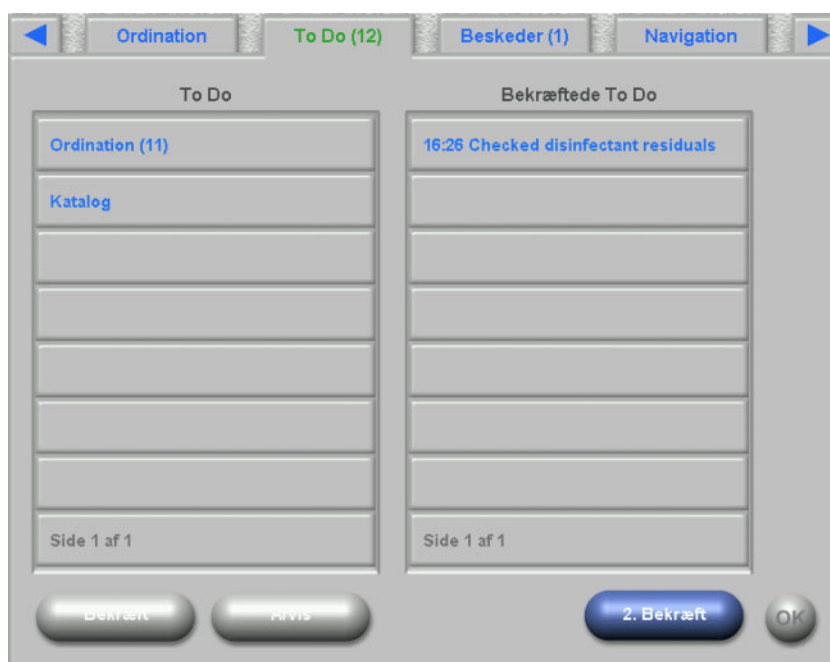 Ordination
To Do (12)
Beskeder (1)
Navigation
To Do
Bekræftede To Do
Ordination (11)
Katalog
Side 1 af 1
16:26 Checked disinfectant residuals
Side 1 af 1
Bekræft
Afvis
2. Bekræft
OK